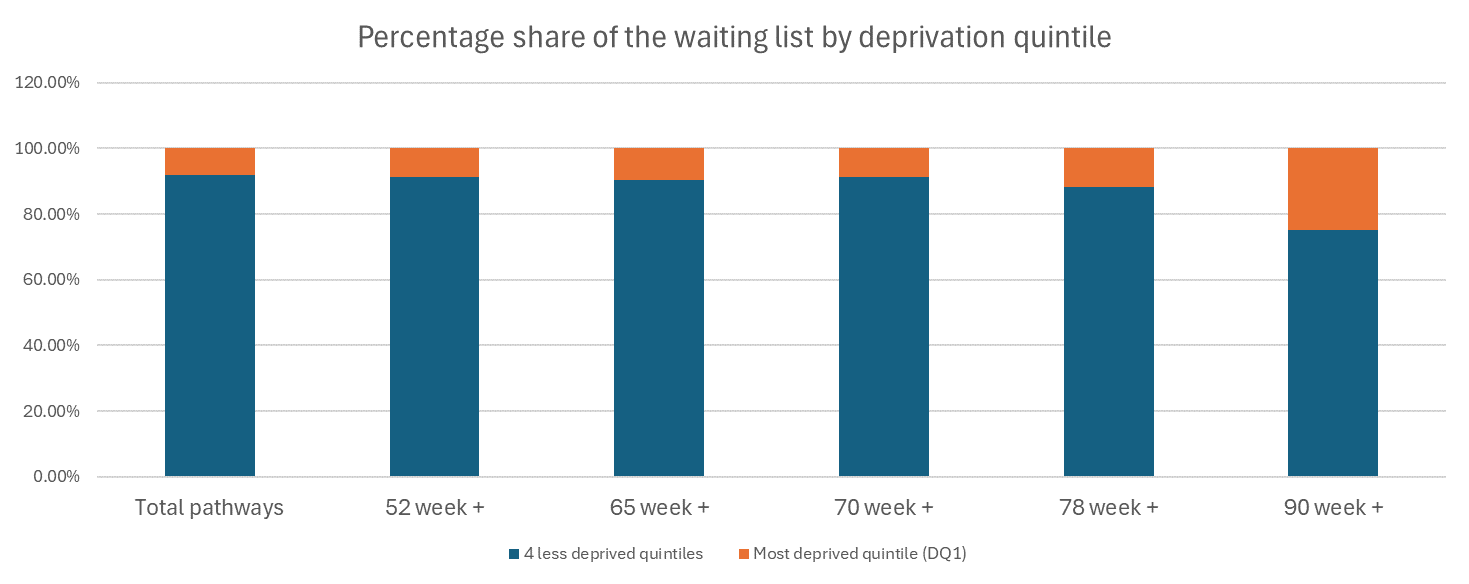 Percentage share of the waiting list by deprivation quintile
120.00%
100.00%
80.00%
60.00%
40.00%
20.00%
0.00%
Total pathways 52 week + 65 week + 70 week + 78 week + 90 week +
4 less deprived quintiles Most deprived quintile (DQ1)